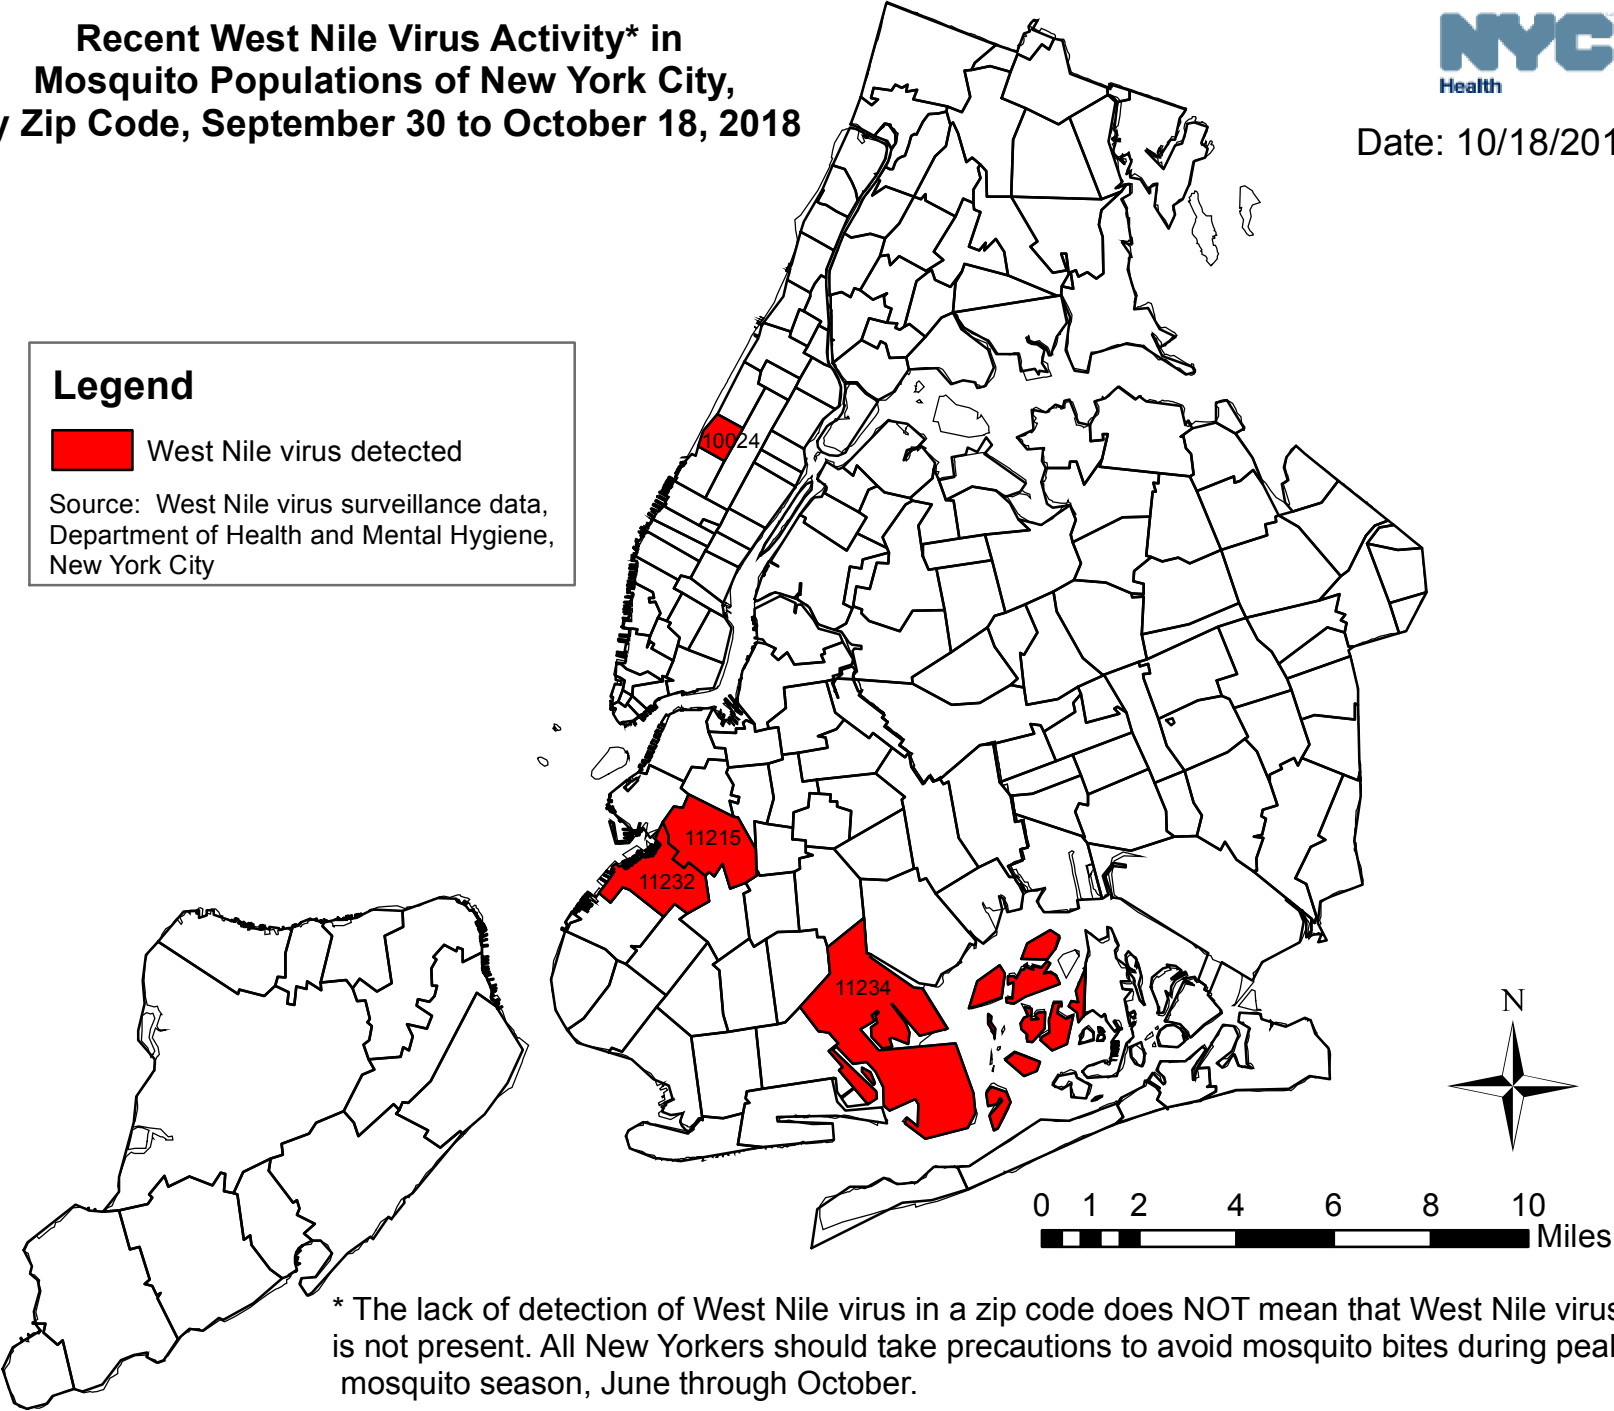 Recent West Nile Virus Activity* in
Mosquito Populations of New York City,
y Zip Code, September 30 to October 18, 2018
NYC
Health
Date: 10/18/201
Legend
West Nile virus detected
Source: West Nile virus surveillance data,
Department of Health and Mental Hygiene,
New York City
10024
11215
11232
11234
N
0 1 2 4 6 8 10
Miles
* The lack of detection of West Nile virus in a zip code does NOT mean that West Nile virus
is not present. All New Yorkers should take precautions to avoid mosquito bites during peak
mosquito season, June through October.